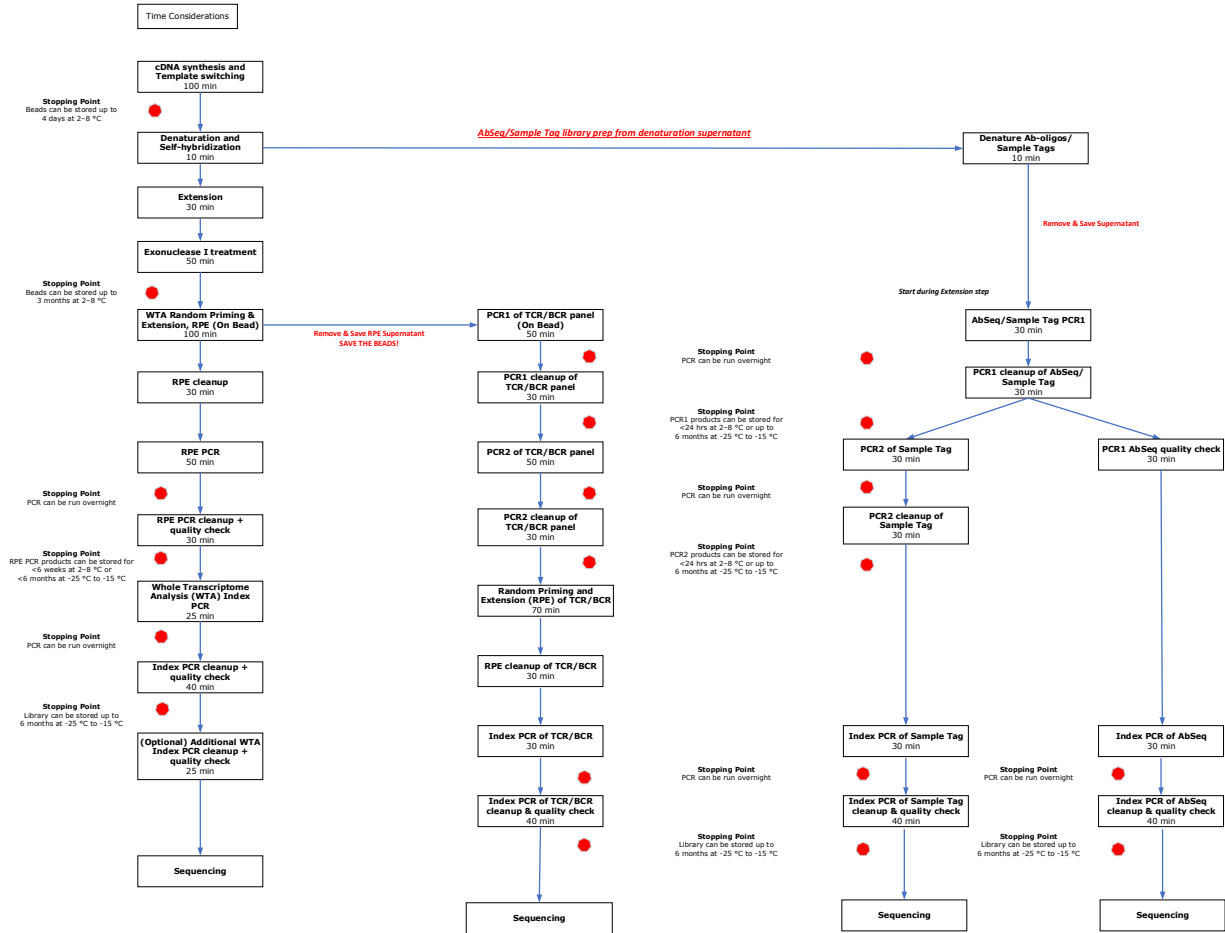 Time Considerations
cDNA synthesis and
Template switching
100 min
Stopping Point
Beads can be stored up to
4 days at 2–8 °C
Denaturation and
Self-hybridization
10 min
AbSeq/Sample Tag library prep from denaturation supernatant
Denature Ab-oligos/
Sample Tags
10 min
Extension
30 min
Remove & Save Supernatant
Exonuclease I treatment
50 min
Stopping Point
Beads can be stored up to
3 months at 2–8 °C
Start during Extension step
WTA Random Priming &
Extension, RPE (On Bead)
100 min
Remove & Save RPE Supernatant
SAVE THE BEADS!
PCR1 of TCR/BCR panel
(On Bead)
50 min
AbSeq/Sample Tag PCR1
30 min
Stopping Point
PCR can be run overnight
RPE cleanup
30 min
PCR1 cleanup of
TCR/BCR panel
30 min
PCR1 cleanup of AbSeq/
Sample Tag
30 min
Stopping Point
PCR1 products can be stored for
<24 hrs at 2–8 °C or up to
6 months at -25 °C to -15 °C
RPE PCR
50 min
PCR2 of TCR/BCR panel
50 min
PCR2 of Sample Tag
30 min
PCR1 AbSeq quality check
30 min
Stopping Point
PCR can be run overnight
Stopping Point
PCR can be run overnight
RPE PCR cleanup +
quality check
30 min
PCR2 cleanup of
TCR/BCR panel
30 min
PCR2 cleanup of
Sample Tag
30 min
Stopping Point
RPE PCR products can be stored for
<6 weeks at 2–8 °C or
<6 months at -25 °C to -15 °C
Stopping Point
PCR2 products can be stored for
<24 hrs at 2–8 °C or up to
6 months at -25 °C to -15 °C
Whole Transcriptome
Analysis (WTA) Index
PCR
25 min
Random Priming and
Extension (RPE) of TCR/BCR
70 min
Stopping Point
PCR can be run overnight
Index PCR cleanup +
quality check
40 min
RPE cleanup of TCR/BCR
30 min
Stopping Point
Library can be stored up to
6 months at -25 °C to -15 °C
(Optional) Additional WTA
Index PCR cleanup +
quality check
25 min
Index PCR of TCR/BCR
30 min
Index PCR of Sample Tag
30 min
Index PCR of AbSeq
30 min
Stopping Point
PCR can be run overnight
Stopping Point
PCR can be run overnight
Index PCR of TCR/BCR
cleanup & quality check
40 min
Index PCR of Sample Tag
cleanup & quality check
40 min
Index PCR of AbSeq
cleanup & quality check
40 min
Stopping Point
Library can be stored up to
6 months at -25 °C to -15 °C
Stopping Point
Library can be stored up to
6 months at -25 °C to -15 °C
Sequencing
Sequencing
Sequencing
Sequencing